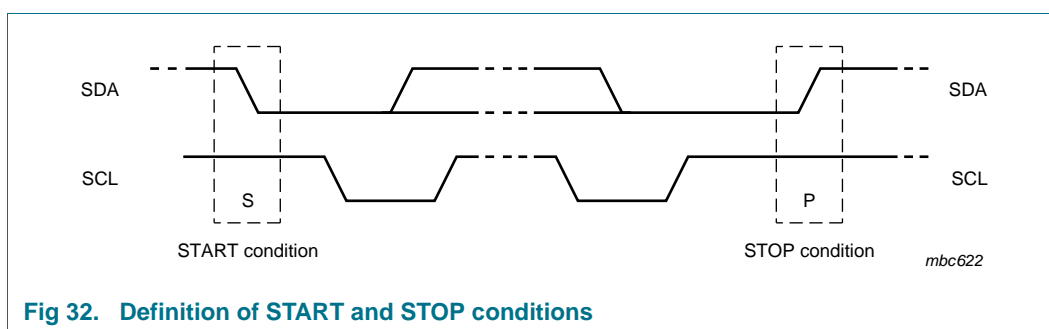 SDA
SDA
SCL
SCL
S
P
START condition
STOP condition
mbc622
Fig 32. Definition of START and STOP conditions